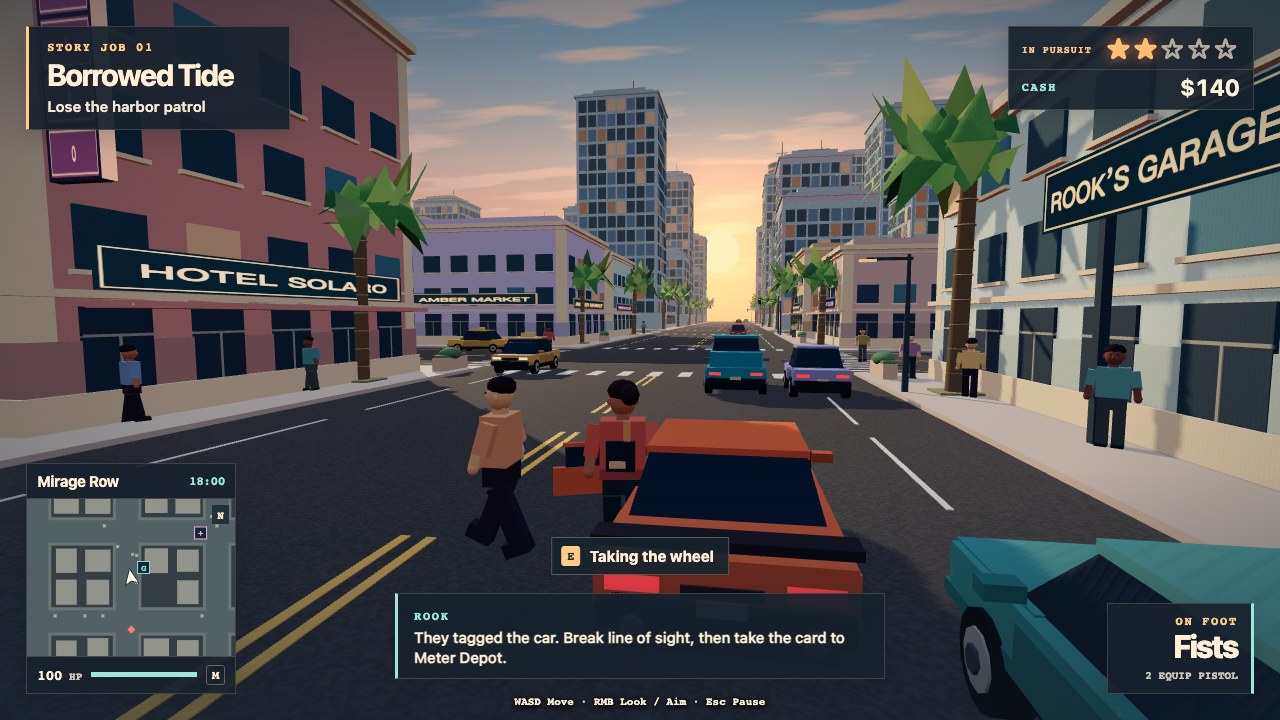 STORY JOB 01
Borrowed Tide
Lose the harbor patrol
IN PURSUIT
CASH $140
ROOK'S GARAGE
HOTEL SOLARO
AMBER MARKET
Mirage Row 18:00
N
+
G
100 HP M
E Taking the wheel
ROOK
They tagged the car. Break line of sight, then take the card to
Meter Depot.
ON FOOT
Fists
2 EQUIP PISTOL
WASD Move · RMB Look / Aim · Esc Pause